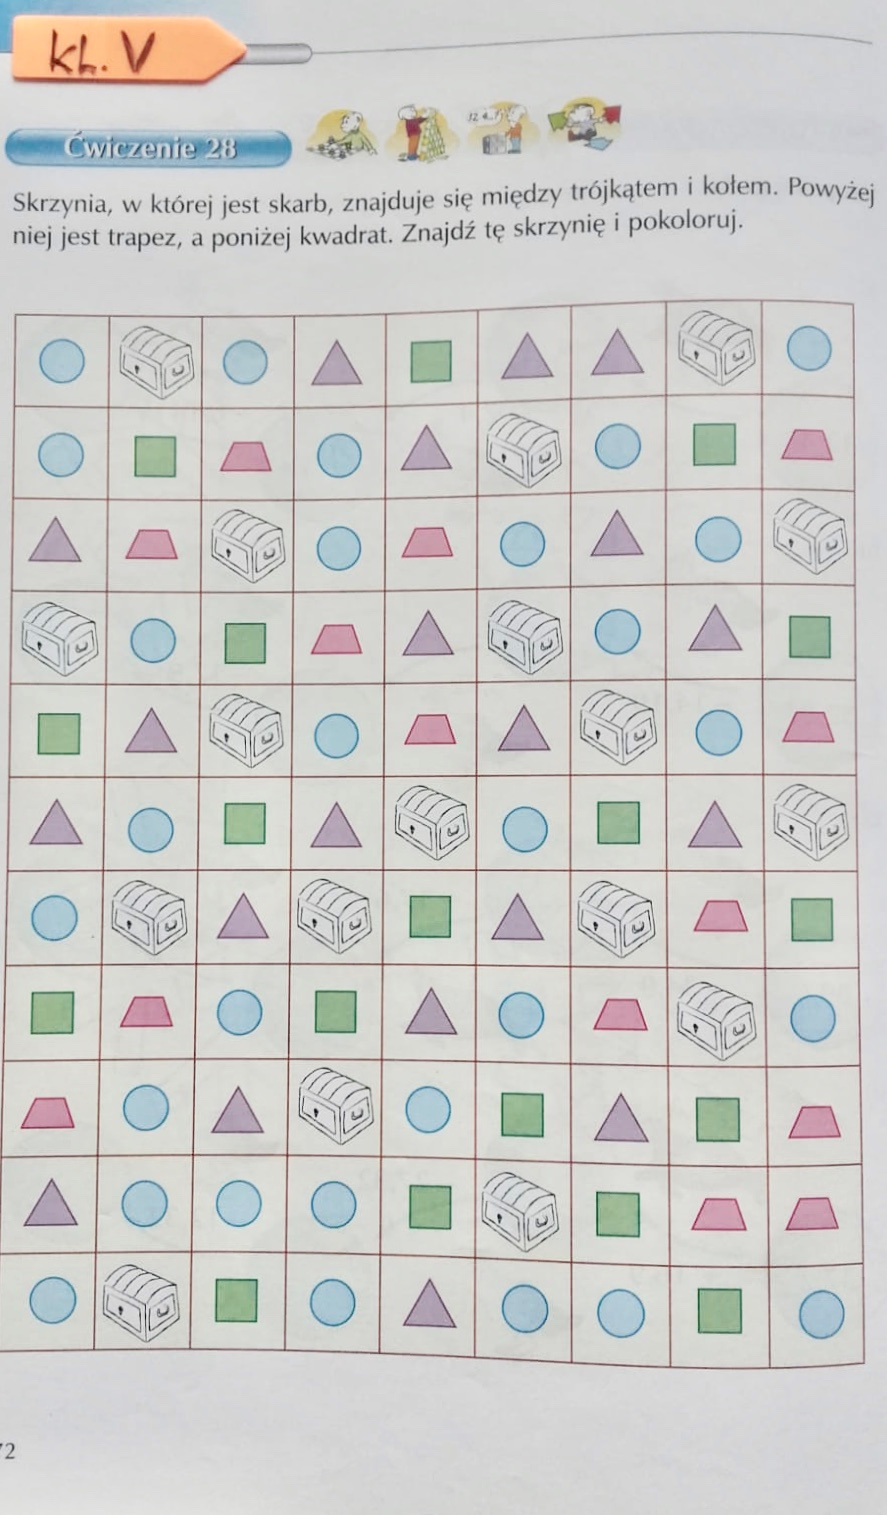 kL. V
Ćwiczenie 28
Skrzynia, w której jest skarb, znajduje się między trójkątem i kołem. Powyżej
niej jest trapez, a poniżej kwadrat. Znajdź tę skrzynię i pokoloruj.
72